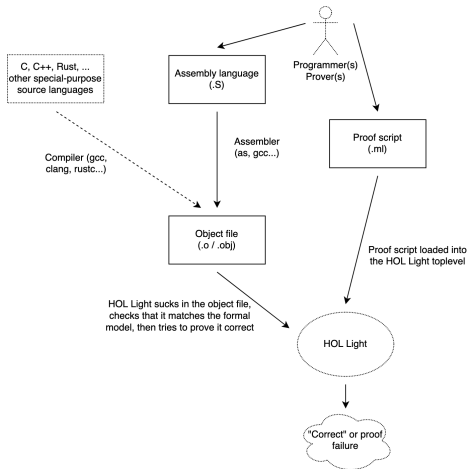 Programmer(s)
Prover(s)
C, C++, Rust, ...
other special-purpose
source languages
Assembly language
(.S)
Proof script
(.ml)
Compiler (gcc,
clang, rustc...)
Assembler
(as, gcc...)
Object file
(.o / .obj)
Proof script loaded into
the HOL Light toplevel
HOL Light sucks in the object file,
checks that it matches the formal
model, then tries to prove it correct
HOL Light
"Correct" or proof
failure